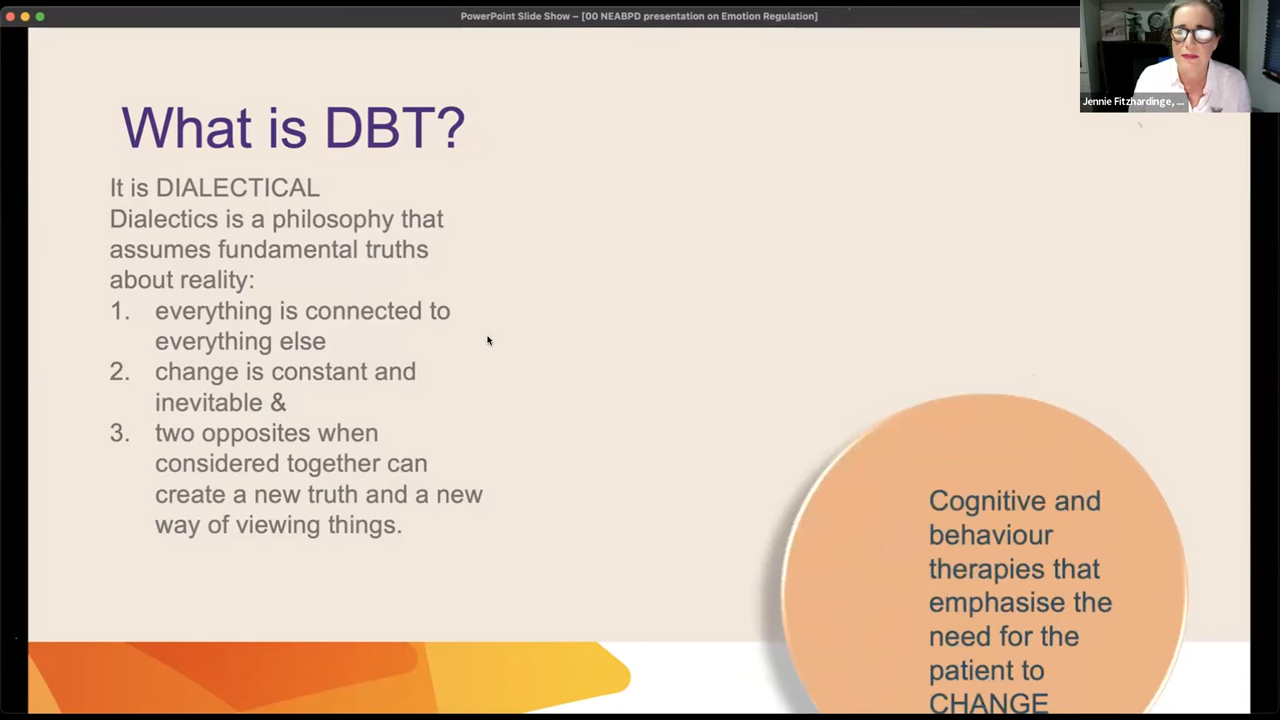 PowerPoint Slide Show – [00 NEABPD presentation on Emotion Regulation]
Jennie Fitzhardinge, ...
What is DBT?
It is DIALECTICAL
Dialectics is a philosophy that
assumes fundamental truths
about reality:
1. everything is connected to
everything else
2. change is constant and
inevitable &
3. two opposites when
considered together can
create a new truth and a new
way of viewing things.
Cognitive and
behaviour
therapies that
emphasise the
need for the
patient to
CHANGE